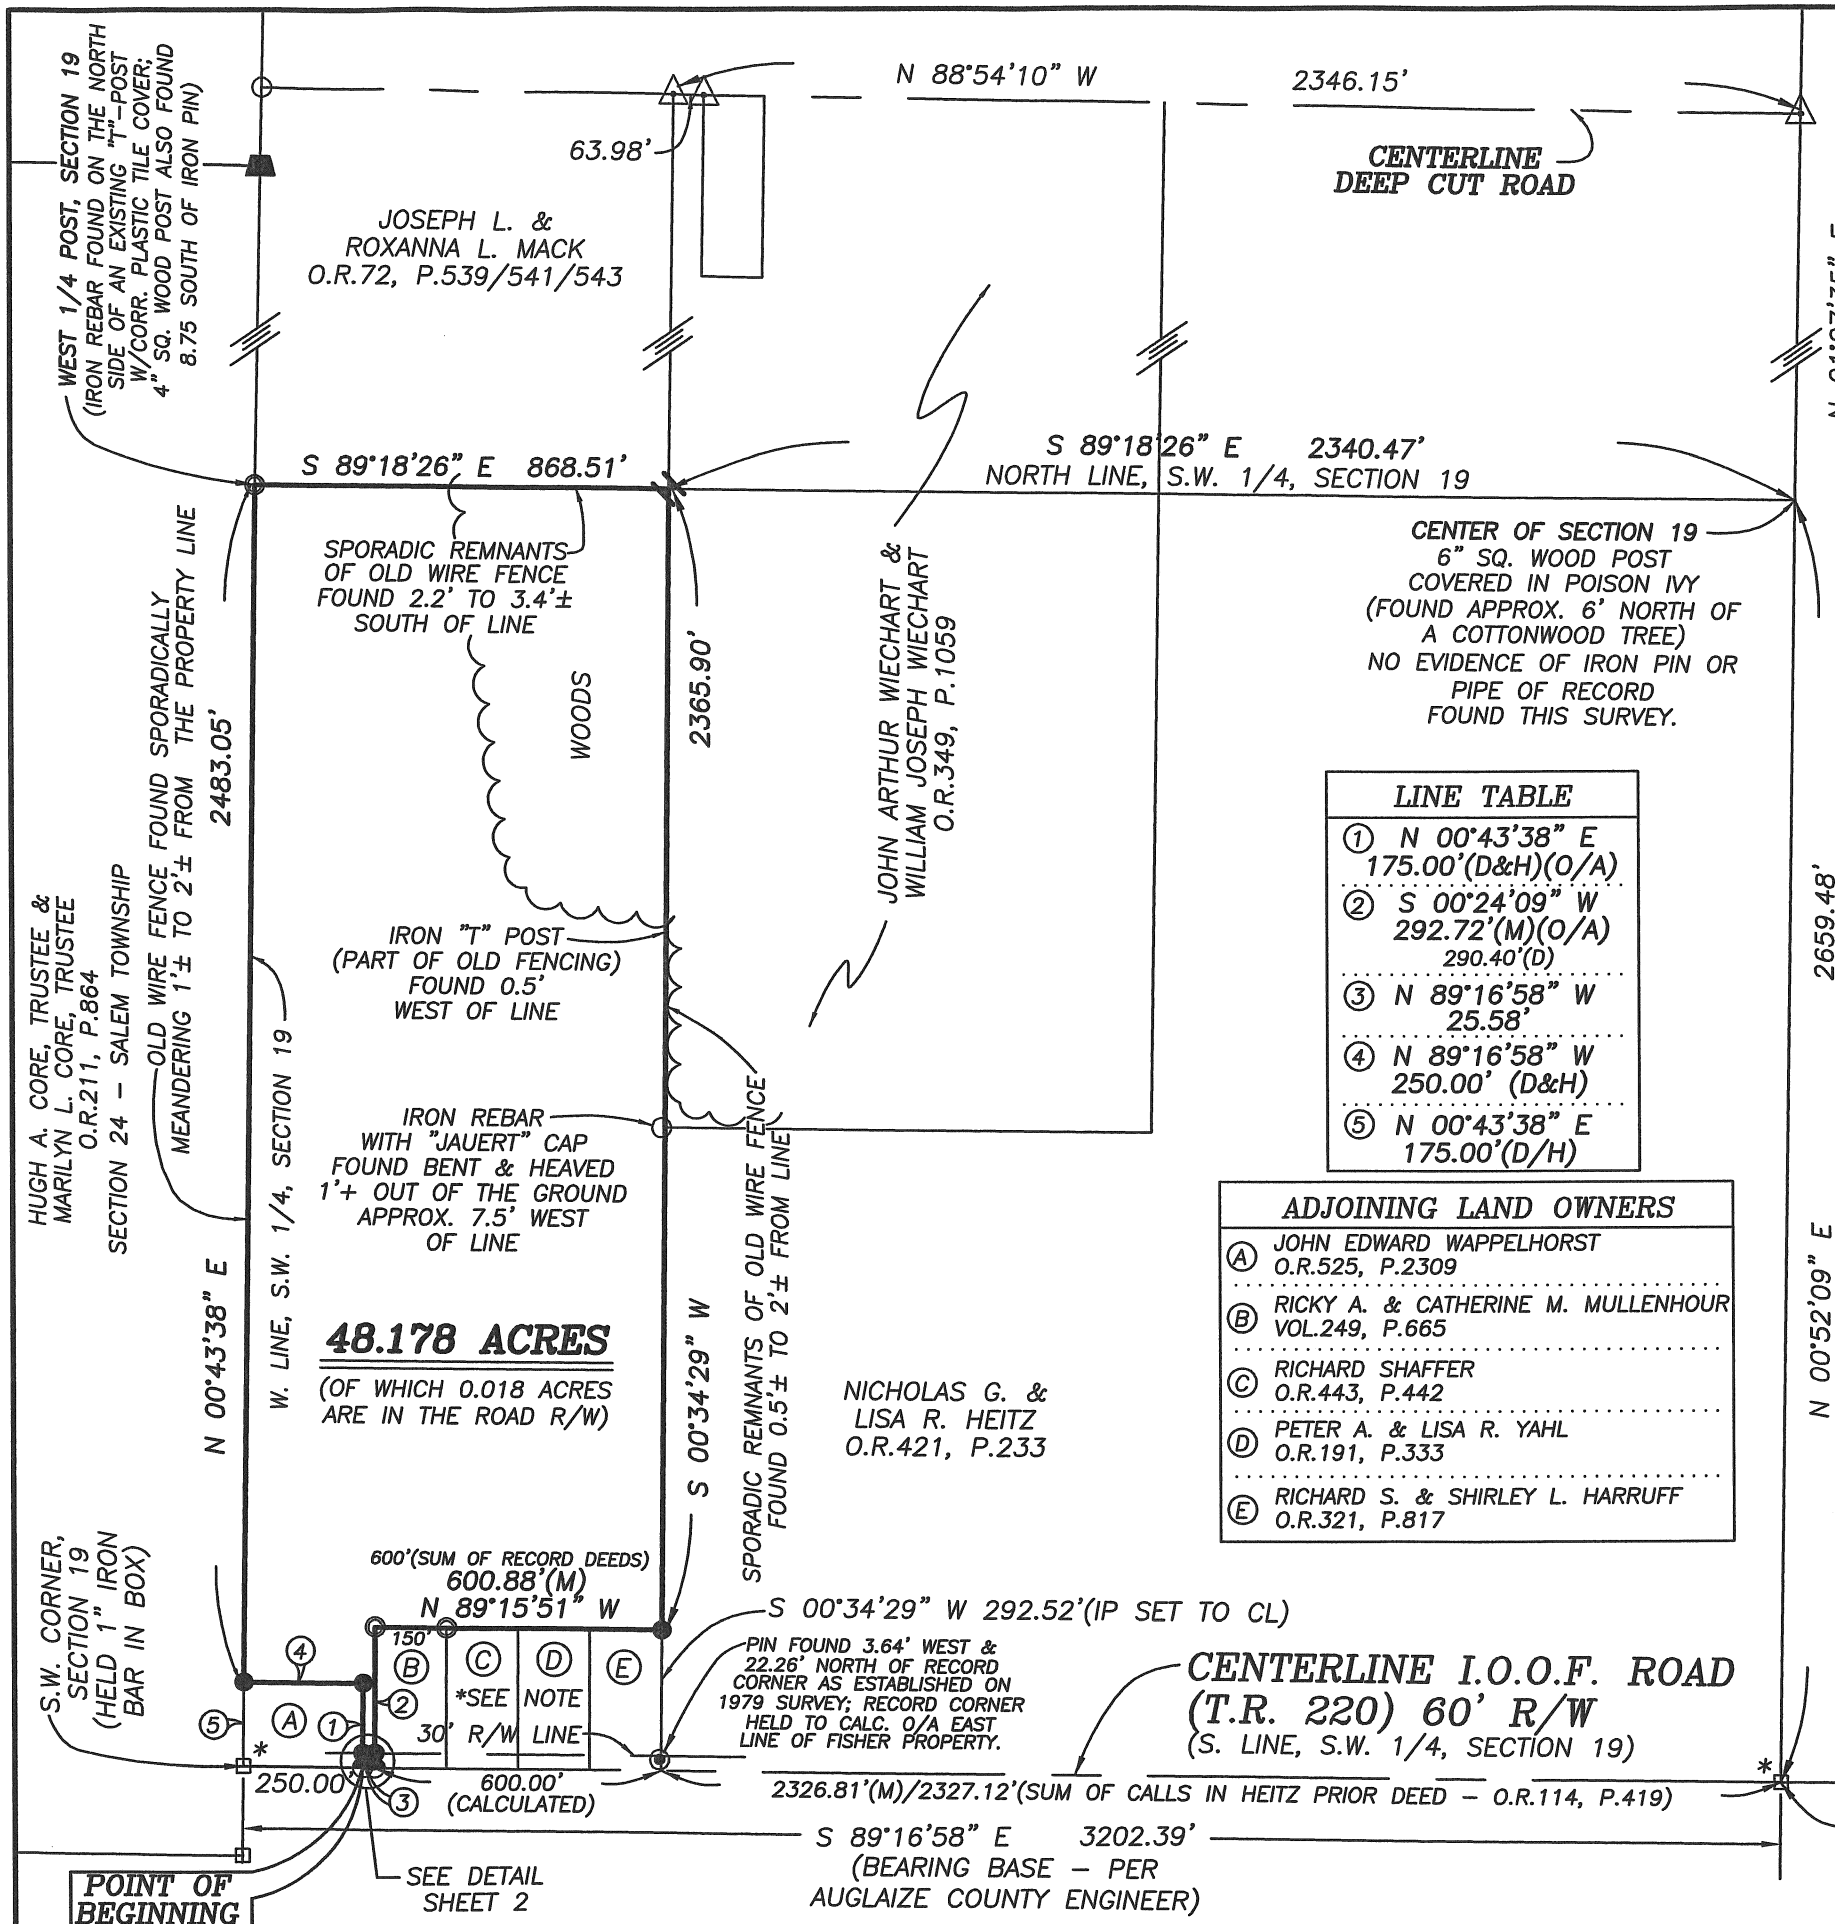 WEST 1/4 POST, SECTION 19
(IRON REBAR FOUND ON THE NORTH
SIDE OF AN EXISTING "T"-POST
W/CORR. PLASTIC TILE COVER;
4" SQ. WOOD POST ALSO FOUND
8.75 SOUTH OF IRON PIN)
N 88°54'10" W 2346.15'
63.98'
CENTERLINE
DEEP CUT ROAD
JOSEPH L. &
ROXANNA L. MACK
O.R.72, P.539/541/543
S 89°18'26" E 868.51'
S 89°18'26" E 2340.47'
NORTH LINE, S.W. 1/4, SECTION 19
SPORADIC REMNANTS
OF OLD WIRE FENCE
FOUND 2.2' TO 3.4'±
SOUTH OF LINE
WOODS
2365.90'
JOHN ARTHUR WIECHART &
WILLIAM JOSEPH WIECHART
O.R.349, P.1059
CENTER OF SECTION 19
6" SQ. WOOD POST
COVERED IN POISON IVY
(FOUND APPROX. 6' NORTH OF
A COTTONWOOD TREE)
NO EVIDENCE OF IRON PIN OR
PIPE OF RECORD
FOUND THIS SURVEY.
HUGH A. CORE, TRUSTEE &
MARILYN L. CORE, TRUSTEE
O.R.211, P.864
SECTION 24 - SALEM TOWNSHIP
OLD WIRE FENCE FOUND SPORADICALLY
MEANDERING 1'± TO 2'± FROM THE PROPERTY LINE
2483.05'
N 00°43'38" E
W. LINE, S.W. 1/4, SECTION 19
IRON "T" POST
(PART OF OLD FENCING)
FOUND 0.5'
WEST OF LINE
IRON REBAR
WITH "JAUERT" CAP
FOUND BENT & HEAVED
1'+ OUT OF THE GROUND
APPROX. 7.5' WEST
OF LINE
48.178 ACRES
(OF WHICH 0.018 ACRES
ARE IN THE ROAD R/W)
S 00°34'29" W
SPORADIC REMNANTS OF OLD WIRE FENCE
FOUND 0.5'± TO 2'± FROM LINE
NICHOLAS G. &
LISA R. HEITZ
O.R.421, P.233
LINE TABLE
1 N 00°43'38" E
175.00'(D&H)(O/A)
2 S 00°24'09" W
292.72'(M)(O/A)
290.40'(D)
3 N 89°16'58" W
25.58'
4 N 89°16'58" W
250.00' (D&H)
5 N 00°43'38" E
175.00'(D/H)
ADJOINING LAND OWNERS
A JOHN EDWARD WAPPELHORST
O.R.525, P.2309
B RICKY A. & CATHERINE M. MULLENHOUR
VOL.249, P.665
C RICHARD SHAFFER
O.R.443, P.442
D PETER A. & LISA R. YAHL
O.R.191, P.333
E RICHARD S. & SHIRLEY L. HARRUFF
O.R.321, P.817
2659.48'
N 00°52'09" E
S.W. CORNER,
SECTION 19
(HELD 1" IRON
BAR IN BOX)
600'(SUM OF RECORD DEEDS)
600.88'(M)
N 89°15'51" W
150'
4
B C D E
*SEE NOTE
2
5 A 1
30' R/W LINE
*
250.00'
600.00'
(CALCULATED)
3
S 00°34'29" W 292.52'(IP SET TO CL)
PIN FOUND 3.64' WEST &
22.26' NORTH OF RECORD
CORNER AS ESTABLISHED ON
1979 SURVEY; RECORD CORNER
HELD TO CALC. O/A EAST
LINE OF FISHER PROPERTY.
CENTERLINE I.O.O.F. ROAD
(T.R. 220) 60' R/W
(S. LINE, S.W. 1/4, SECTION 19)
*
2326.81'(M)/2327.12'(SUM OF CALLS IN HEITZ PRIOR DEED - O.R.114, P.419)
S 89°16'58" E 3202.39'
(BEARING BASE - PER
AUGLAIZE COUNTY ENGINEER)
SEE DETAIL
SHEET 2
POINT OF
BEGINNING